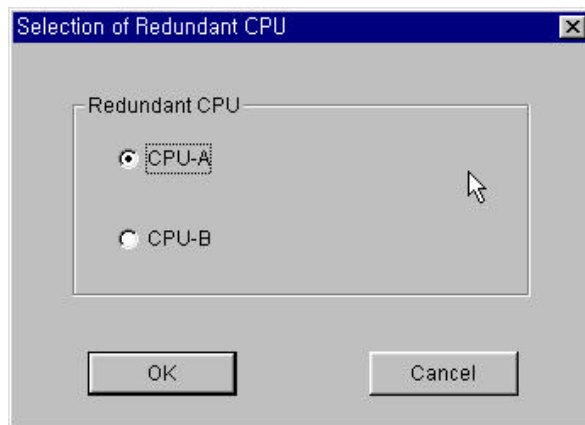 Selection of Redundant CPU
Redundant CPU
CPU-A
CPU-B
OK
Cancel